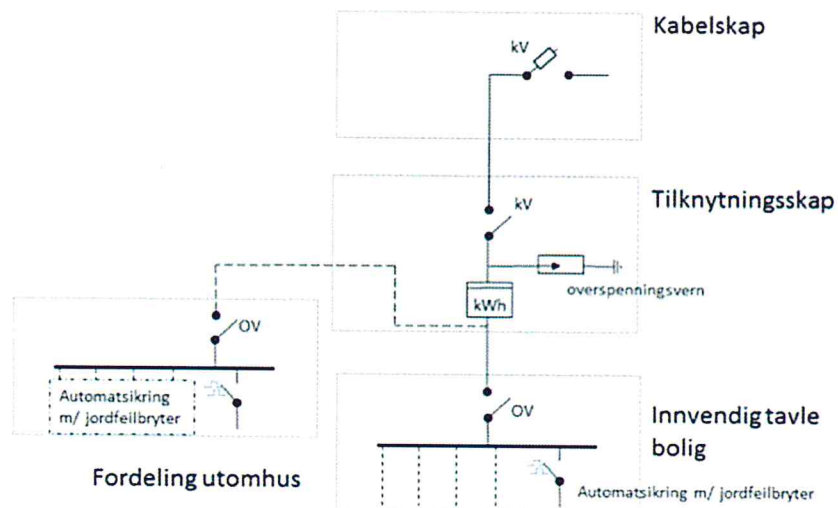 Kabelskap
kV
Tilknytningsskap
kV
overspenningsvern
kWh
OV
Automatsikring
m/ jordfeilbryter
Fordeling utomhus
OV
Innvendig tavle
bolig
Automatsikring m/ jordfeilbryter